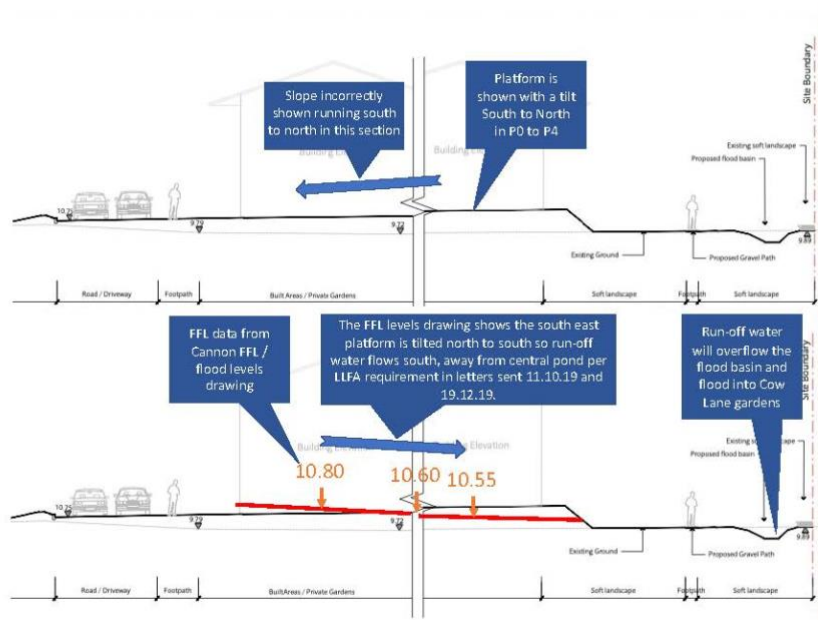 Slope incorrectly
shown running south
to north in this section
Platform is
shown with a tilt
South to North
in P0 to P4
Site Boundary
Existing soft landscape
Proposed flood basin
10.75
9.79
9.72
9.89
Existing Ground
Proposed Gravel Path
Road / Driveway
Footpath
Built Areas / Private Gardens
Soft landscape
Footpath
Soft landscape
FFL data from
Cannon FFL /
flood levels
drawing
The FFL levels drawing shows the south east
platform is tilted north to south so run-off
water flows south, away from central pond per
LLFA requirement in letters sent 11.10.19 and
19.12.19.
Run-off water
will overflow the
flood basin and
flood into Cow
Lane gardens
Building Elevation
10.80
10.60
10.55
Proposed flood basin
10.75
9.79
9.72
9.89
Existing Ground
Proposed Gravel Path
Road / Driveway
Footpath
Built Areas / Private Gardens
Soft landscape
Footpath
Soft landscape